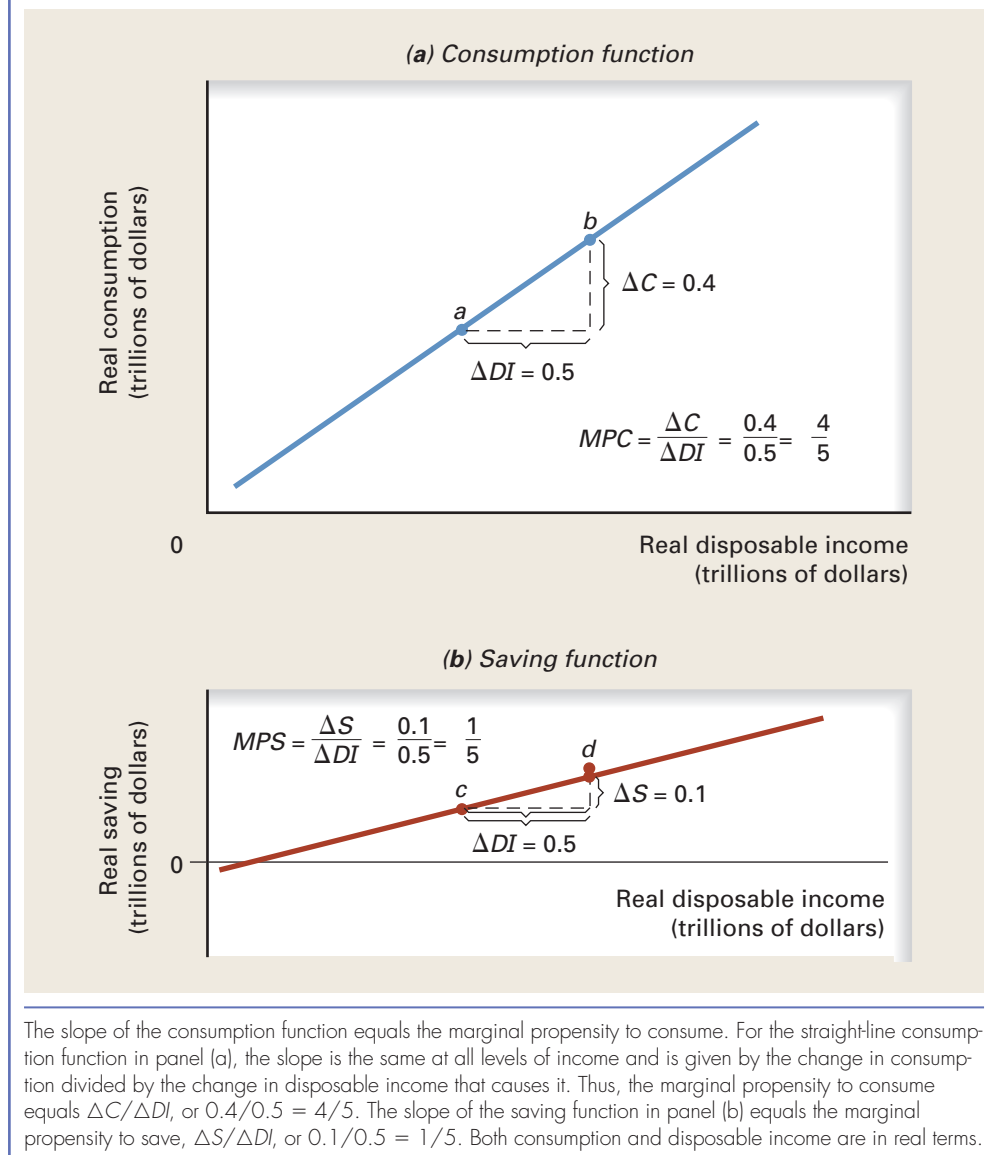 (a) Consumption function
Real consumption
(trillions of dollars)
b
ΔC = 0.4
a
ΔDI = 0.5
MPC = ΔC/ΔDI = 0.4/0.5 = 4/5
0
Real disposable income
(trillions of dollars)
(b) Saving function
Real saving
(trillions of dollars)
MPS = ΔS/ΔDI = 0.1/0.5 = 1/5
d
c
ΔS = 0.1
ΔDI = 0.5
0
Real disposable income
(trillions of dollars)
The slope of the consumption function equals the marginal propensity to consume. For the straight-line consump-
tion function in panel (a), the slope is the same at all levels of income and is given by the change in consump-
tion divided by the change in disposable income that causes it. Thus, the marginal propensity to consume
equals △C/△DI, or 0.4/0.5 = 4/5. The slope of the saving function in panel (b) equals the marginal
propensity to save, △S/△DI, or 0.1/0.5 = 1/5. Both consumption and disposable income are in real terms.